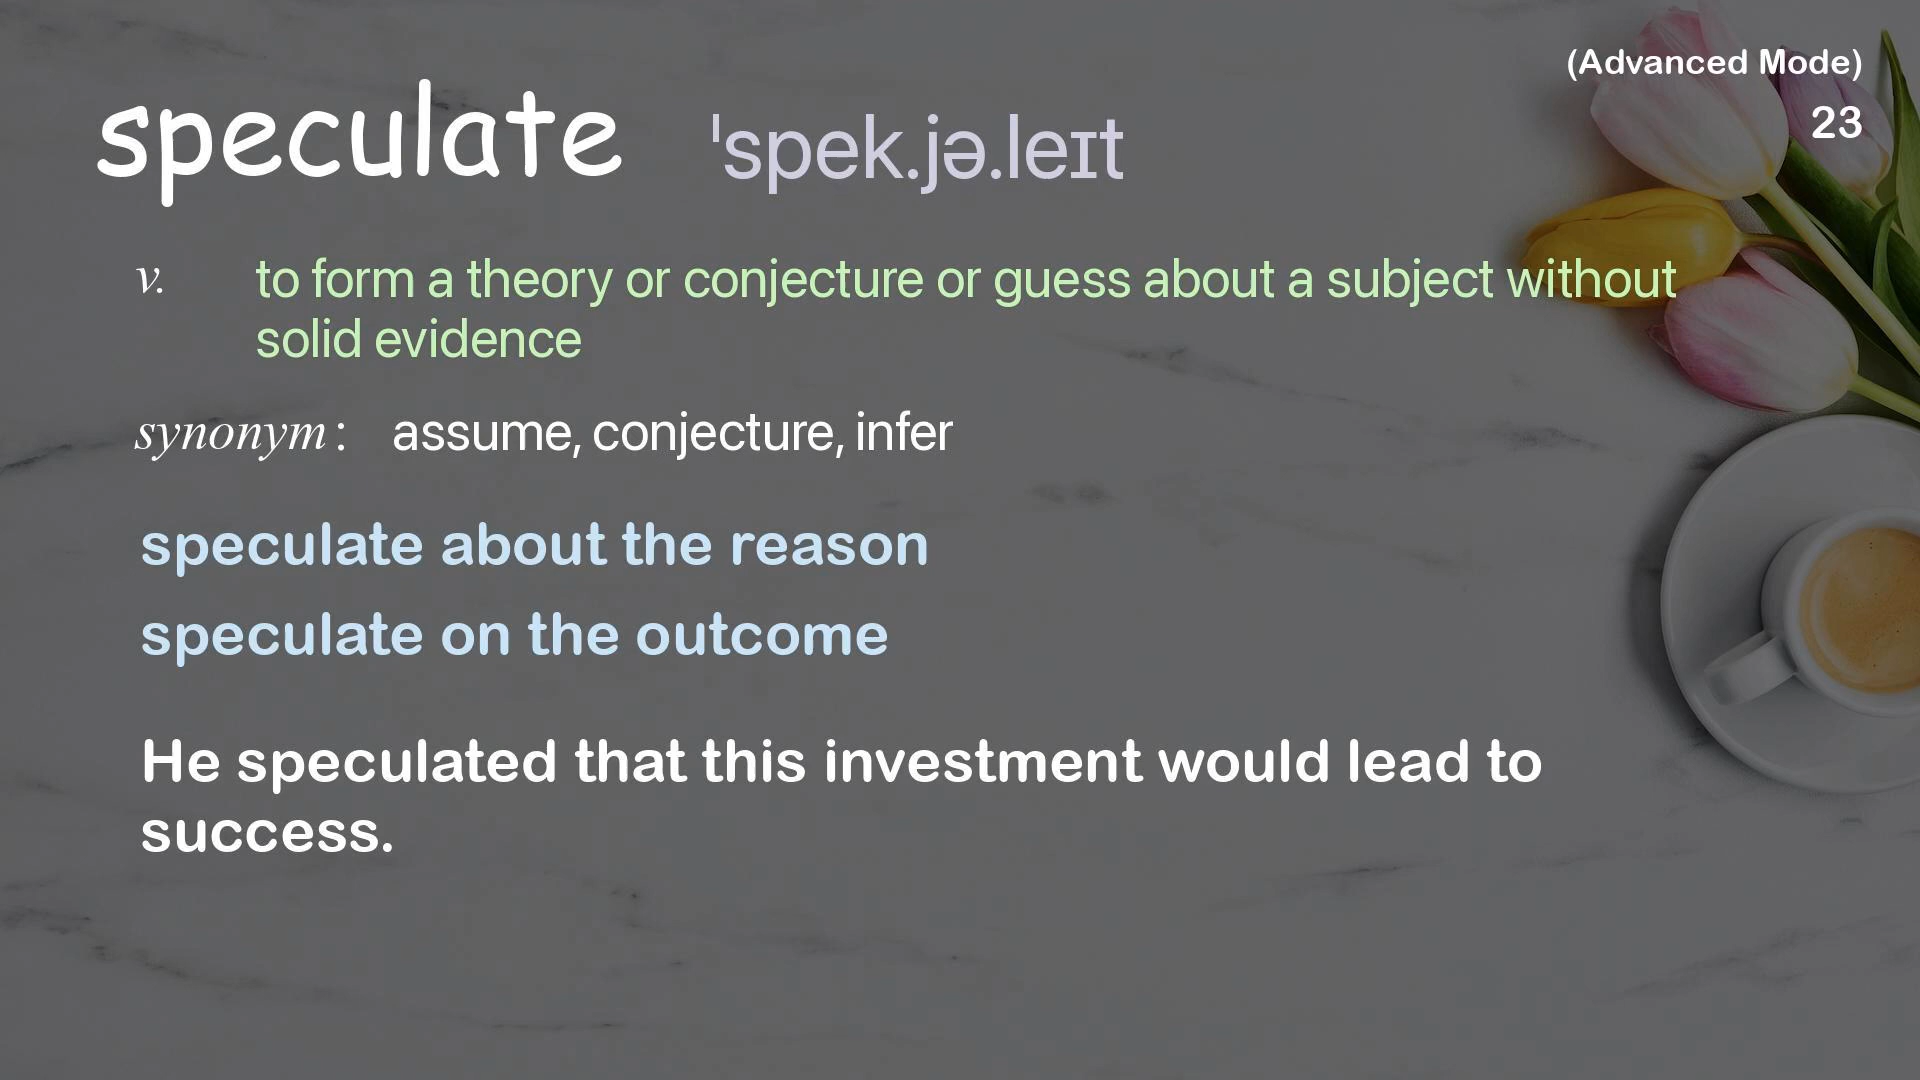 (Advanced Mode)
23
speculate ˈspek.jə.leɪt
v. to form a theory or conjecture or guess about a subject without
solid evidence
synonym: assume, conjecture, infer
speculate about the reason
speculate on the outcome
He speculated that this investment would lead to
success.